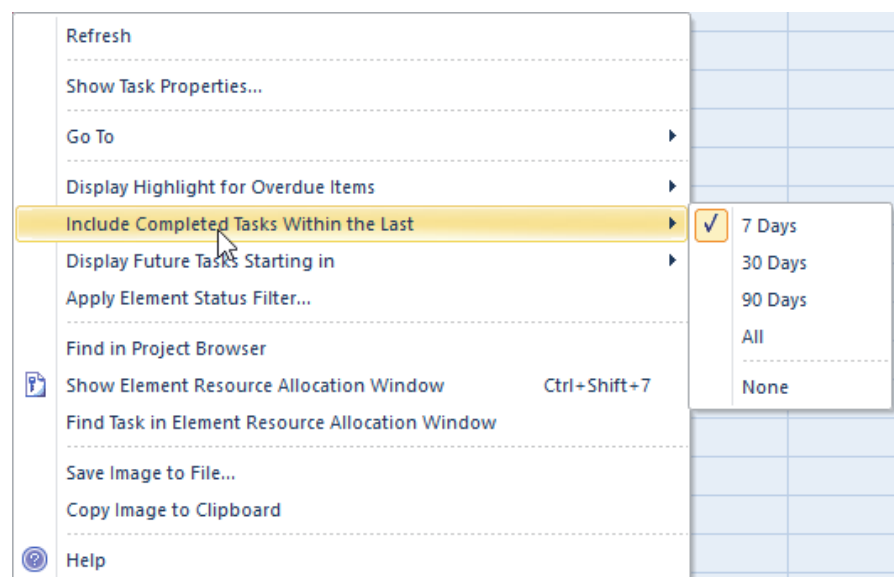 Refresh
Show Task Properties...
Go To
Display Highlight for Overdue Items
Include Completed Tasks Within the Last
Display Future Tasks Starting in
Apply Element Status Filter...
Find in Project Browser
Show Element Resource Allocation Window Ctrl+Shift+7
Find Task in Element Resource Allocation Window
Save Image to File...
Copy Image to Clipboard
Help
7 Days
30 Days
90 Days
All
None